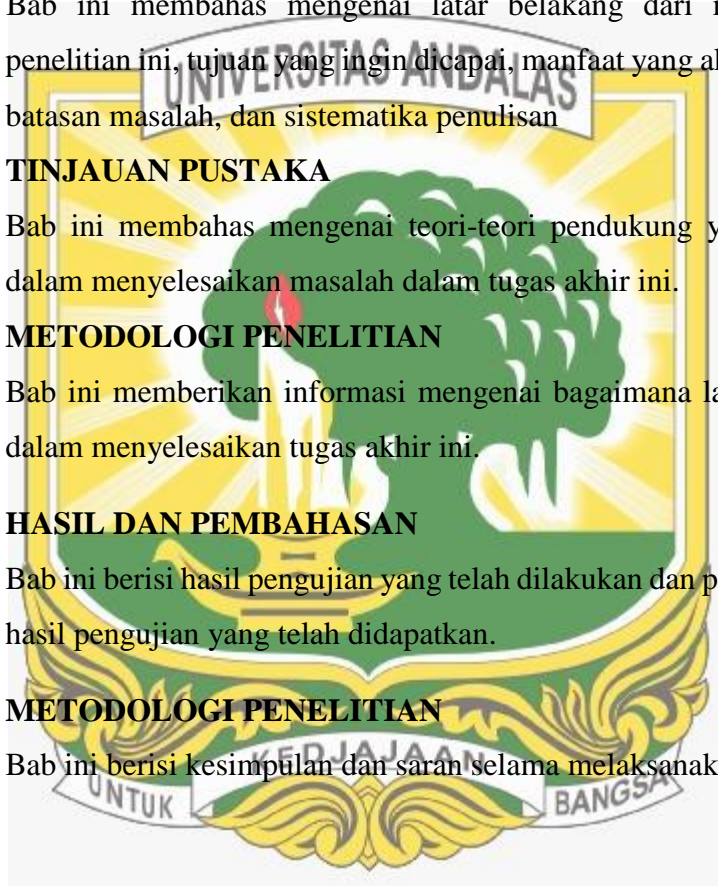 Bab ini membahas mengenai latar belakang dari
penelitian ini, tujuan yang ingin dicapai, manfaat yang
batasan masalah, dan sistematika penulisan
TINJAUAN PUSTAKA
Bab ini membahas mengenai teori-teori pendukung
dalam menyelesaikan masalah dalam tugas akhir ini.
METODOLOGI PENELITIAN
Bab ini memberikan informasi mengenai bagaimana
dalam menyelesaikan tugas akhir ini.
HASIL DAN PEMBAHASAN
Bab ini berisi hasil pengujian yang telah dilakukan dan
hasil pengujian yang telah didapatkan.
METODOLOGI PENELITIAN
Bab ini berisi kesimpulan dan saran selama
UNIVERSITAS ANDALAS
UNTUK KEDJAJAAN BANGSA